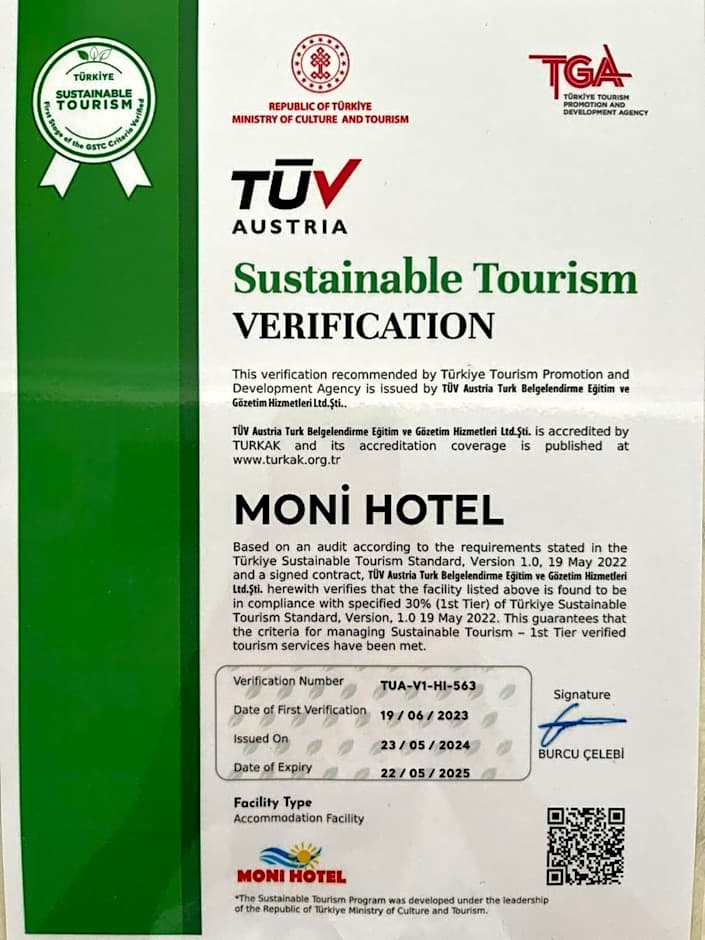 TÜRKİYE
SUSTAINABLE
TOURISM
First Stage of the GSTC Criteria Verified
REPUBLIC OF TÜRKİYE
MINISTRY OF CULTURE AND TOURISM
TGA
TÜRKİYE TOURISM
PROMOTION AND
DEVELOPMENT AGENCY
TÜV
AUSTRIA
Sustainable Tourism
VERIFICATION
This verification recommended by Türkiye Tourism Promotion and
Development Agency is issued by TÜV Austria Turk Belgelendirme Eğitim ve
Gözetim Hizmetleri Ltd.Şti..
TÜV Austria Turk Belgelendirme Eğitim ve Gözetim Hizmetleri Ltd.Şti. is accredited by
TURKAK and its accreditation coverage is published at
www.turkak.org.tr
MONİ HOTEL
Based on an audit according to the requirements stated in the
Türkiye Sustainable Tourism Standard, Version 1.0, 19 May 2022
and a signed contract, TÜV Austria Turk Belgelendirme Eğitim ve Gözetim Hizmetleri
Ltd.Şti. herewith verifies that the facility listed above is found to be
in compliance with specified 30% (1st Tier) of Türkiye Sustainable
Tourism Standard, Version, 1.0 19 May 2022. This guarantees that
the criteria for managing Sustainable Tourism – 1st Tier verified
tourism services have been met.
Verification Number TUA-V1-HI-563
Date of First Verification 19 / 06 / 2023
Issued On 23 / 05 / 2024
Date of Expiry 22 / 05 / 2025
Signature
BURCU ÇELEBİ
Facility Type
Accommodation Facility
MONI HOTEL
*The Sustainable Tourism Program was developed under the leadership
of the Republic of Türkiye Ministry of Culture and Tourism.